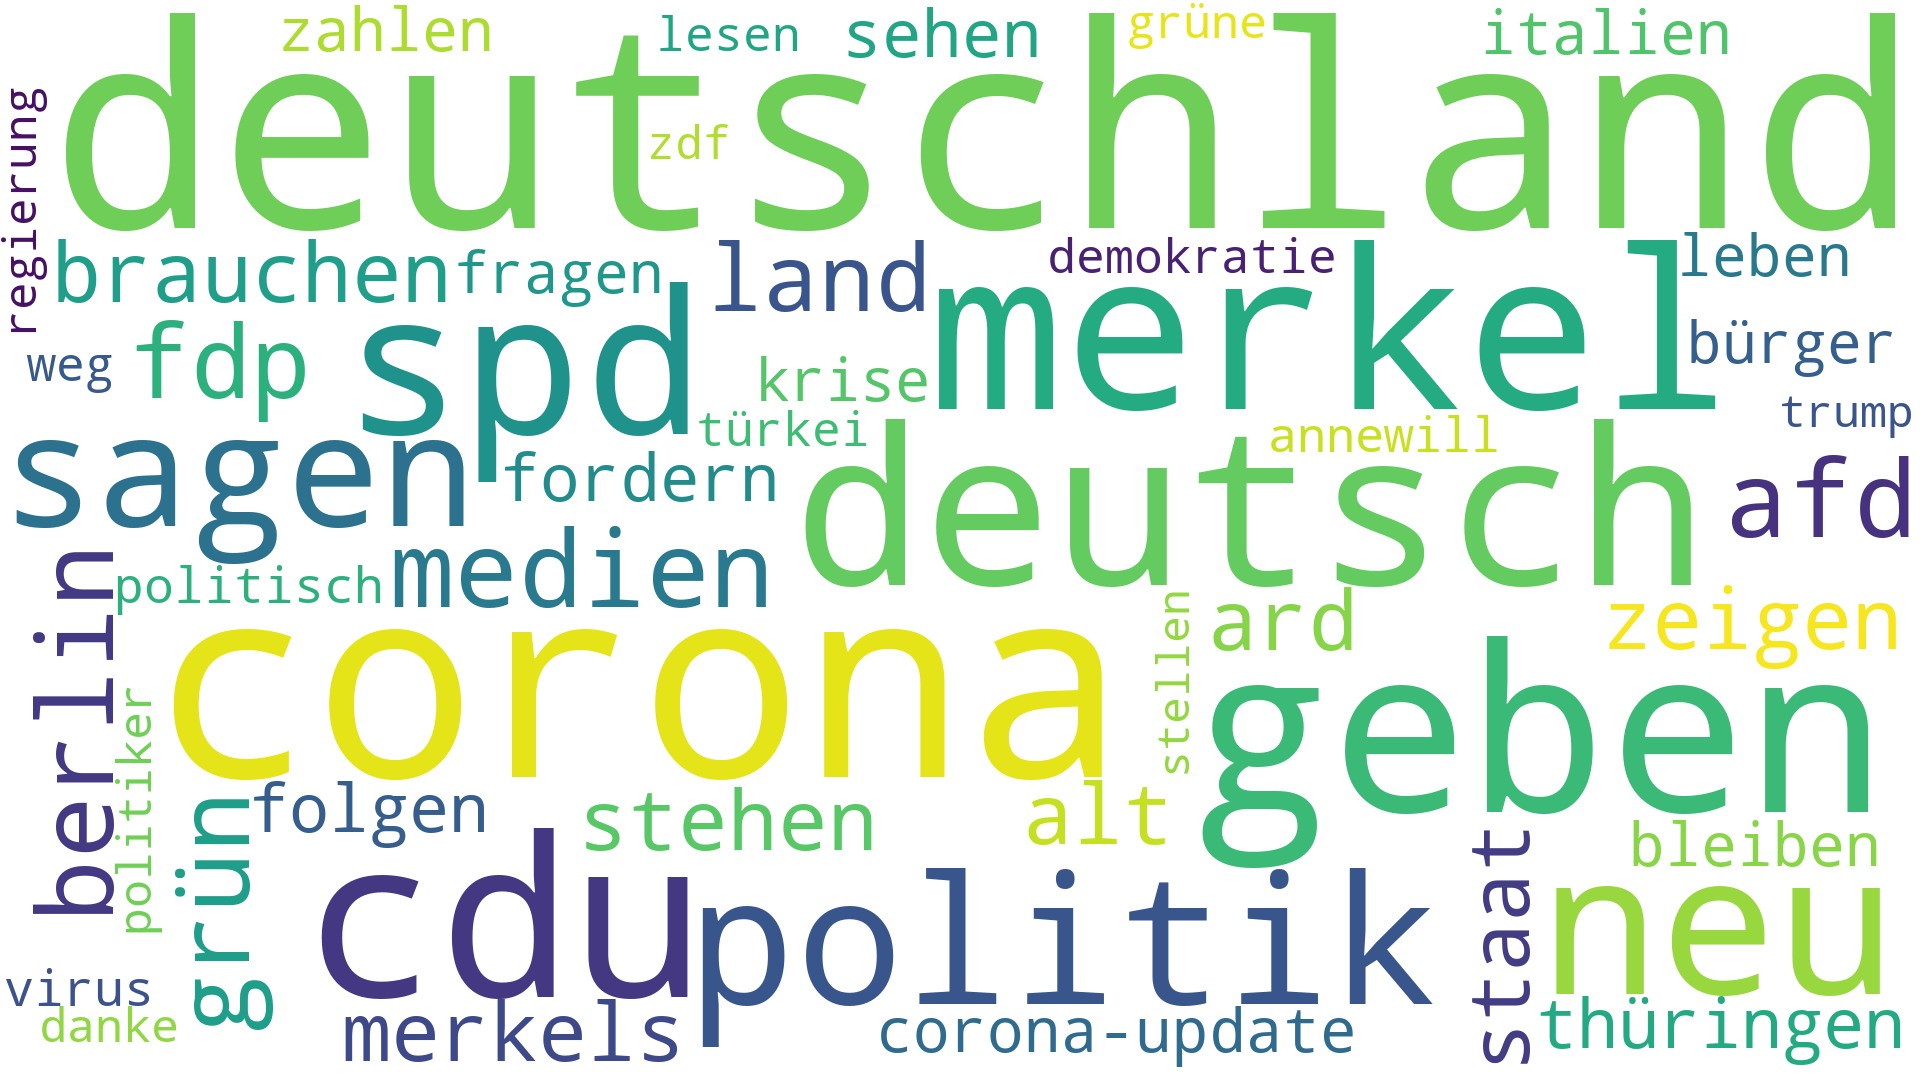 zahlen
lesen
sehen
grüne
italien
deutschland
zdf
regierung
brauchen
fragen
land
demokratie
merkel
leben
weg
fdp
spd
krise
bürger
türkei
annewill
trump
sagen
fordern
deutsch
afd
berlin
politisch
medien
stellen
ard
zeigen
corona
geben
politiker
grün
folgen
stehen
alt
staat
bleiben
cdu
politik
neu
virus
danke
merkels
corona-update
thüringen